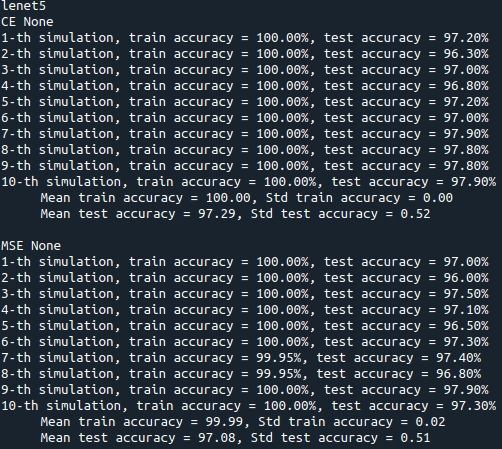 lenet5
CE None
1-th simulation, train accuracy = 100.00%, test accuracy = 97.20%
2-th simulation, train accuracy = 100.00%, test accuracy = 96.30%
3-th simulation, train accuracy = 100.00%, test accuracy = 97.00%
4-th simulation, train accuracy = 100.00%, test accuracy = 96.80%
5-th simulation, train accuracy = 100.00%, test accuracy = 97.20%
6-th simulation, train accuracy = 100.00%, test accuracy = 97.00%
7-th simulation, train accuracy = 100.00%, test accuracy = 97.90%
8-th simulation, train accuracy = 100.00%, test accuracy = 97.80%
9-th simulation, train accuracy = 100.00%, test accuracy = 97.80%
10-th simulation, train accuracy = 100.00%, test accuracy = 97.90%
Mean train accuracy = 100.00, Std train accuracy = 0.00
Mean test accuracy = 97.29, Std test accuracy = 0.52
MSE None
1-th simulation, train accuracy = 100.00%, test accuracy = 97.00%
2-th simulation, train accuracy = 100.00%, test accuracy = 96.00%
3-th simulation, train accuracy = 100.00%, test accuracy = 97.50%
4-th simulation, train accuracy = 100.00%, test accuracy = 97.10%
5-th simulation, train accuracy = 100.00%, test accuracy = 96.50%
6-th simulation, train accuracy = 100.00%, test accuracy = 97.30%
7-th simulation, train accuracy = 99.95%, test accuracy = 97.40%
8-th simulation, train accuracy = 99.95%, test accuracy = 96.80%
9-th simulation, train accuracy = 100.00%, test accuracy = 97.90%
10-th simulation, train accuracy = 100.00%, test accuracy = 97.30%
Mean train accuracy = 99.99, Std train accuracy = 0.02
Mean test accuracy = 97.08, Std test accuracy = 0.51